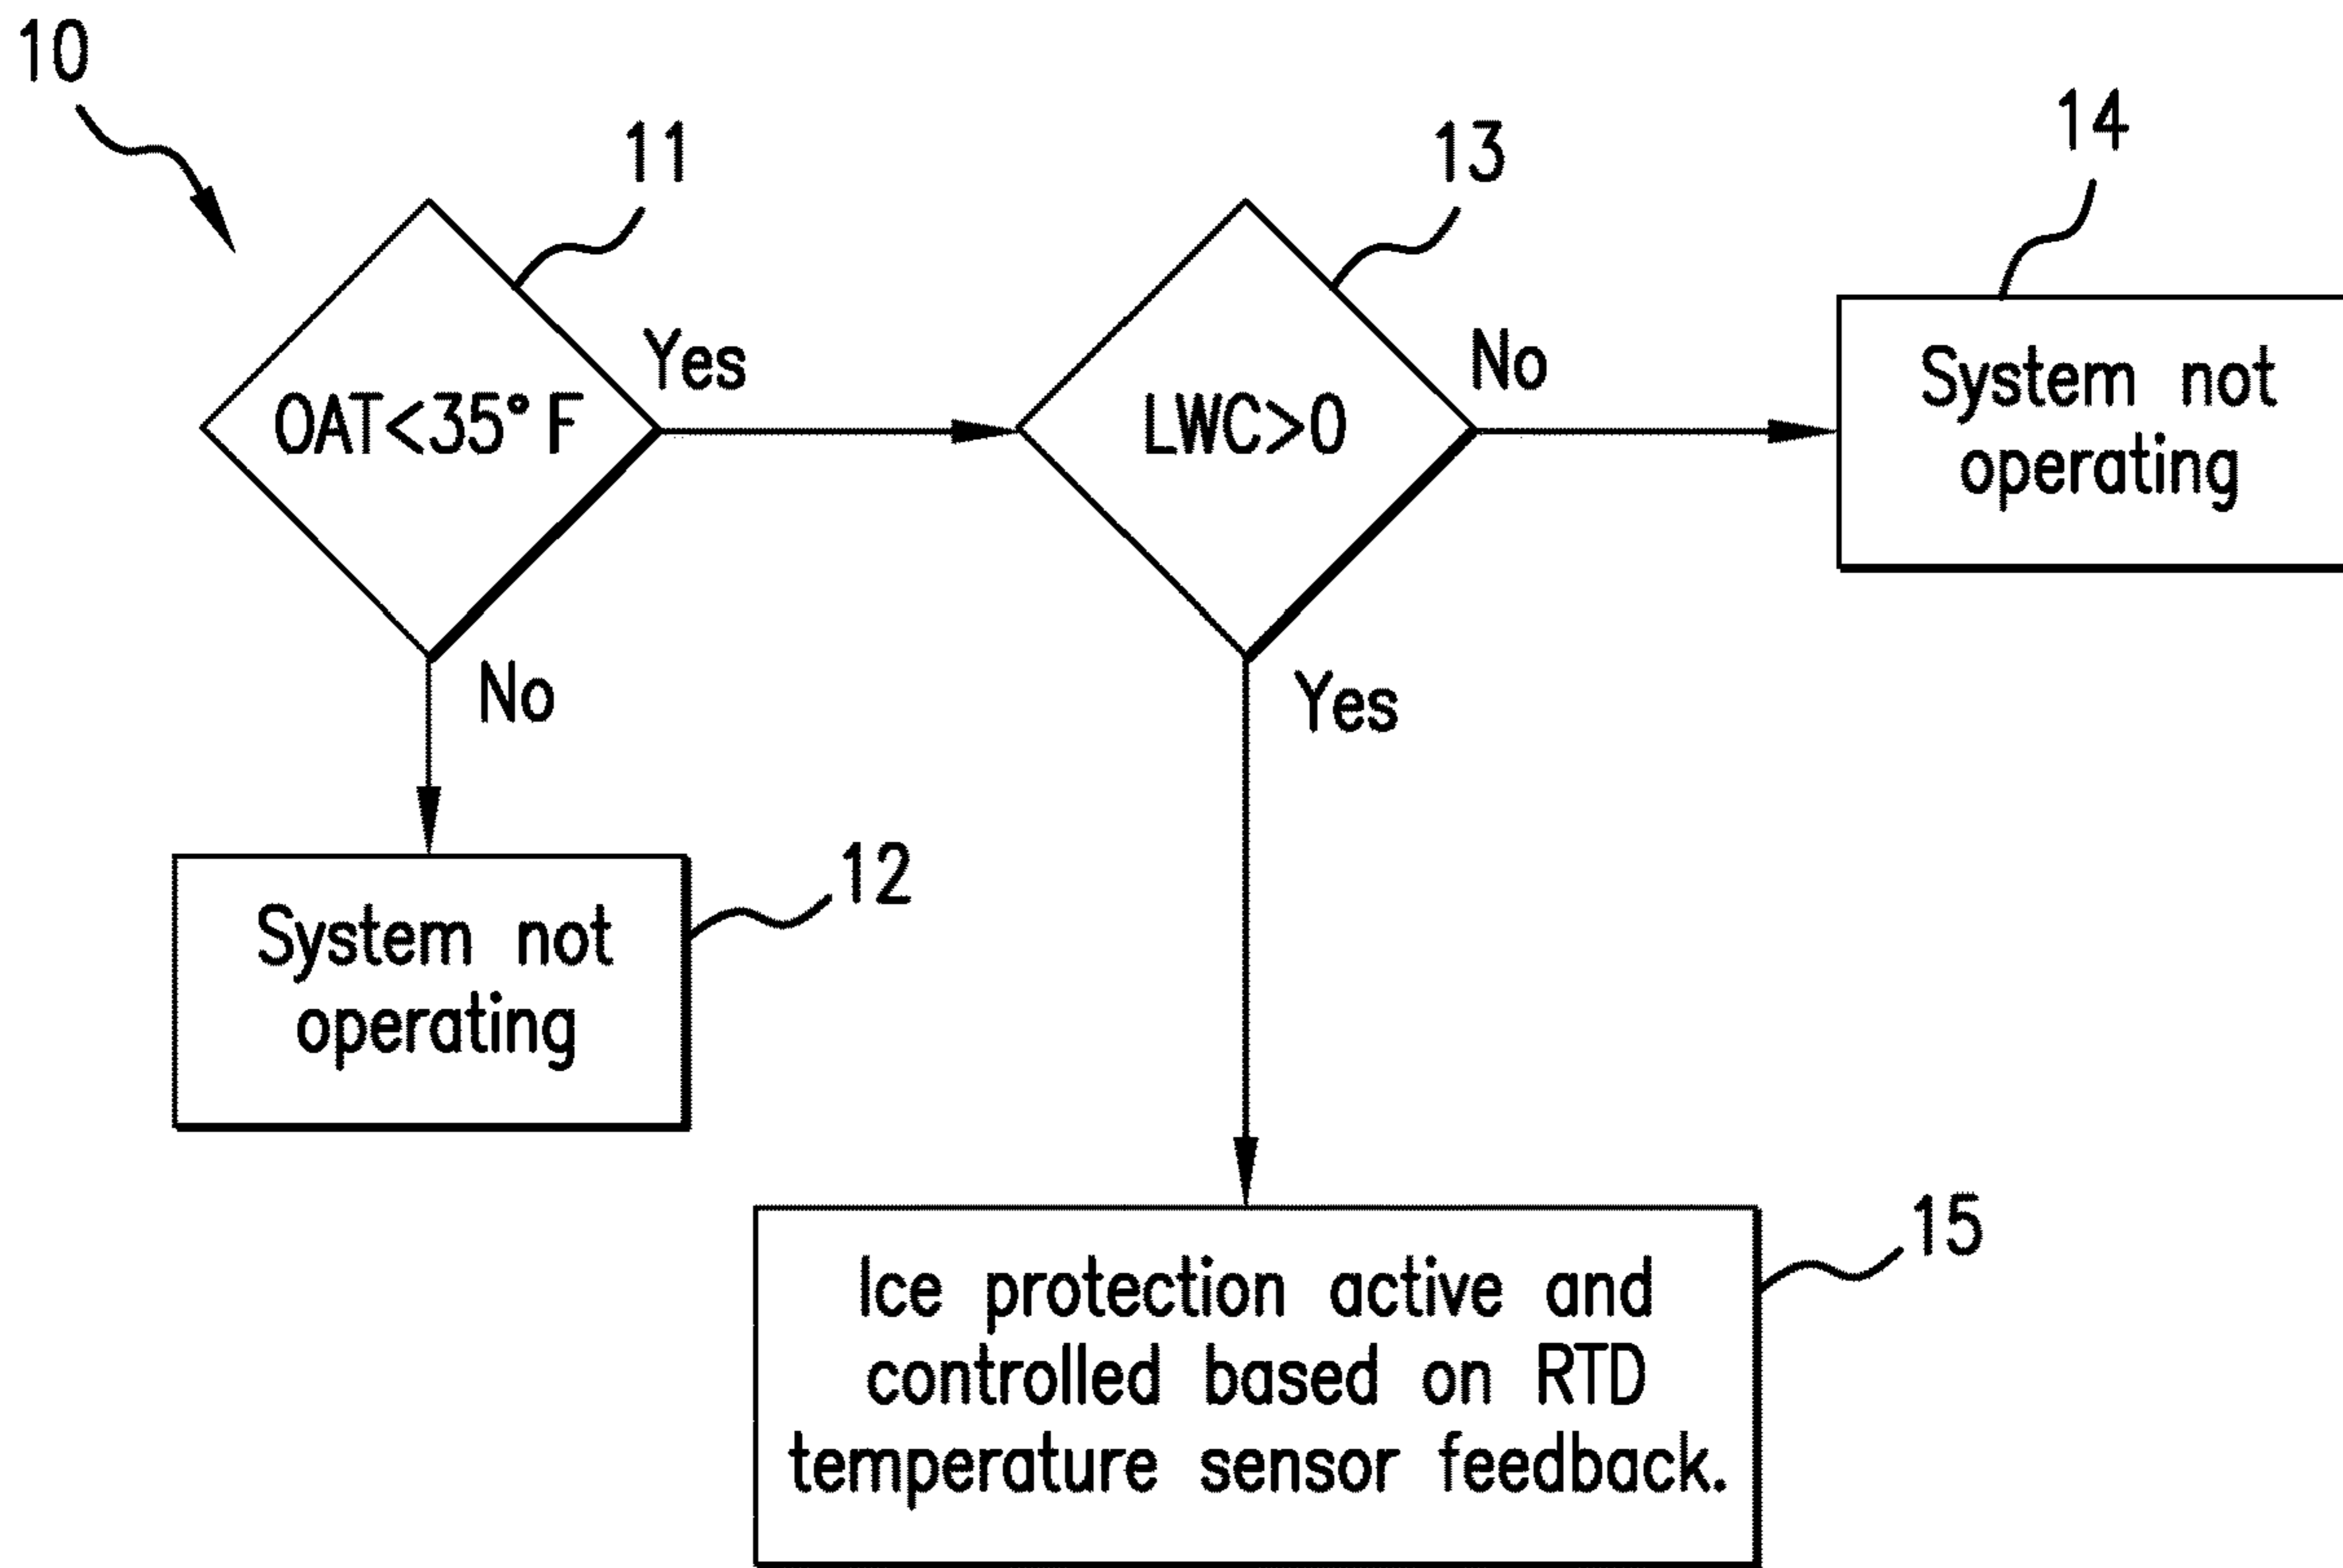 10
11
13
14
OAT<35°F
Yes
LWC>0
No
System not
operating
No
Yes
12
System not
operating
15
Ice protection active and
controlled based on RTD
temperature sensor feedback.